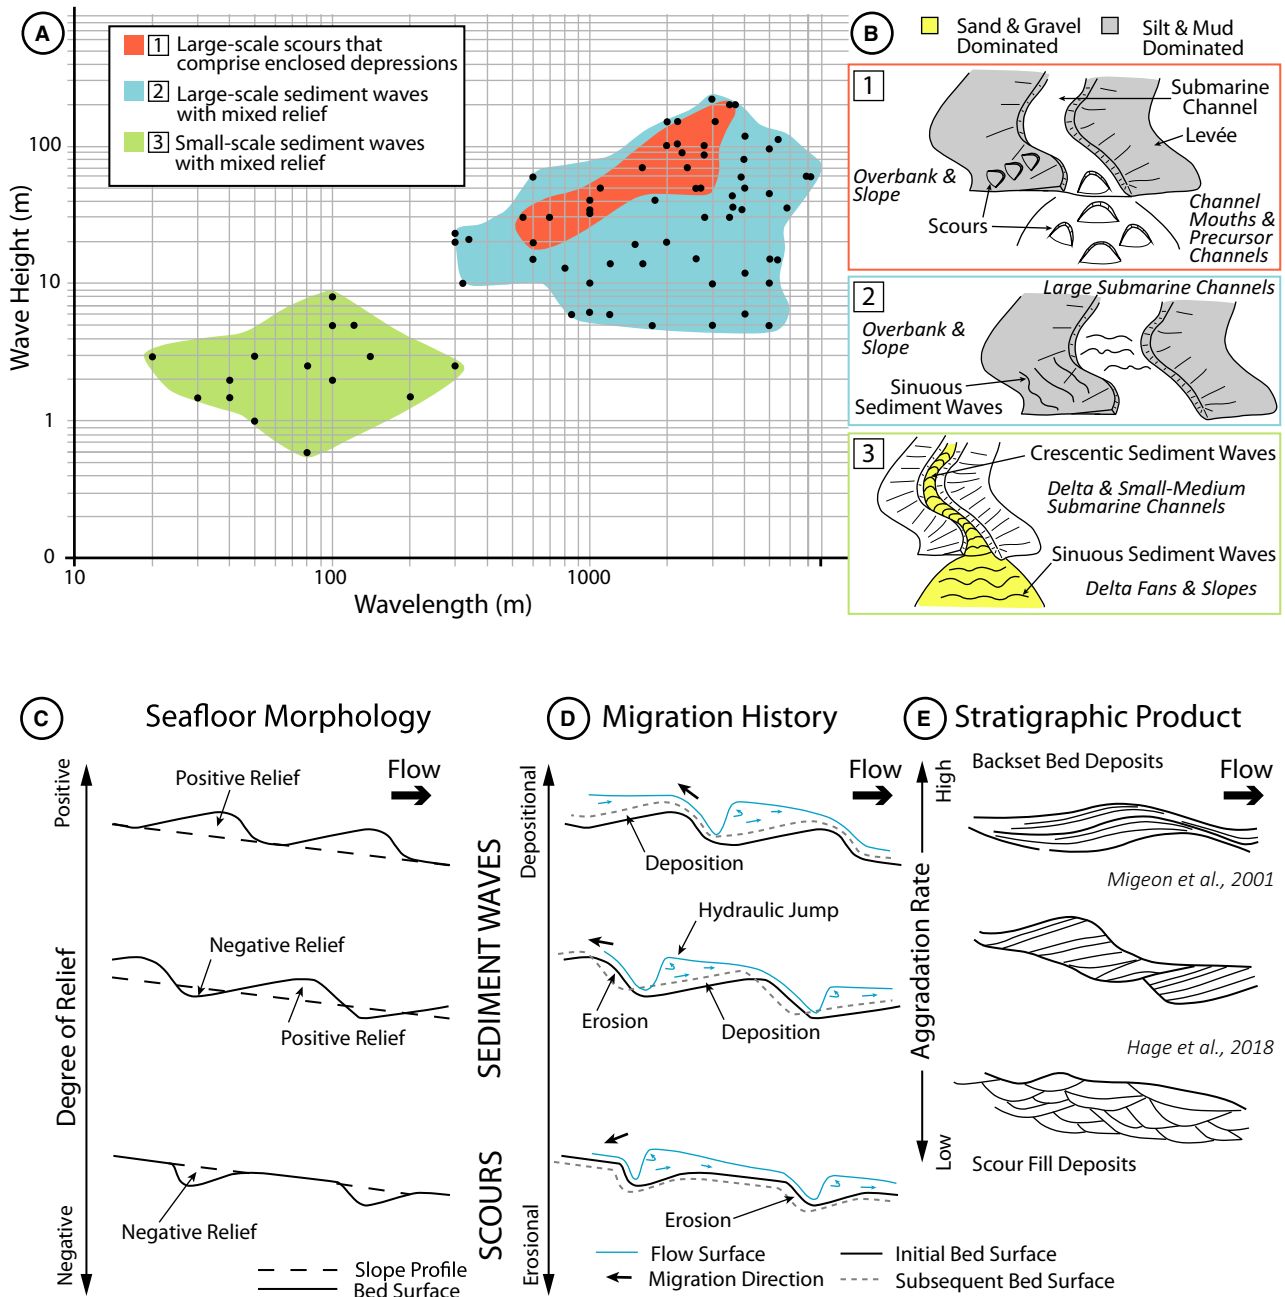 A
1 Large-scale scours that
comprise enclosed depressions
2 Large-scale sediment waves
with mixed relief
3 Small-scale sediment waves
with mixed relief
Wave Height (m)
100
10
1
0
10
100
1000
Wavelength (m)
B
Sand & Gravel
Dominated
Silt & Mud
Dominated
1
Submarine
Channel
Levée
Overbank &
Slope
Scours
Channel
Mouths &
Precursor
Channels
2
Large Submarine Channels
Overbank &
Slope
Sinuous
Sediment Waves
3
Crescentic Sediment Waves
Delta & Small-Medium
Submarine Channels
Sinuous Sediment Waves
Delta Fans & Slopes
C
Seafloor Morphology
Degree of Relief
Positive
Negative
Flow
Positive Relief
Negative Relief
Positive Relief
Negative Relief
Slope Profile
Bed Surface
SEDIMENT WAVES
SCOURS
D
Migration History
Depositional
Erosional
Flow
Deposition
Hydraulic Jump
Erosion
Deposition
Erosion
Flow Surface
Migration Direction
Initial Bed Surface
Subsequent Bed Surface
E
Stratigraphic Product
Aggradation Rate
High
Low
Backset Bed Deposits
Flow
Migeon et al., 2001
Hage et al., 2018
Scour Fill Deposits